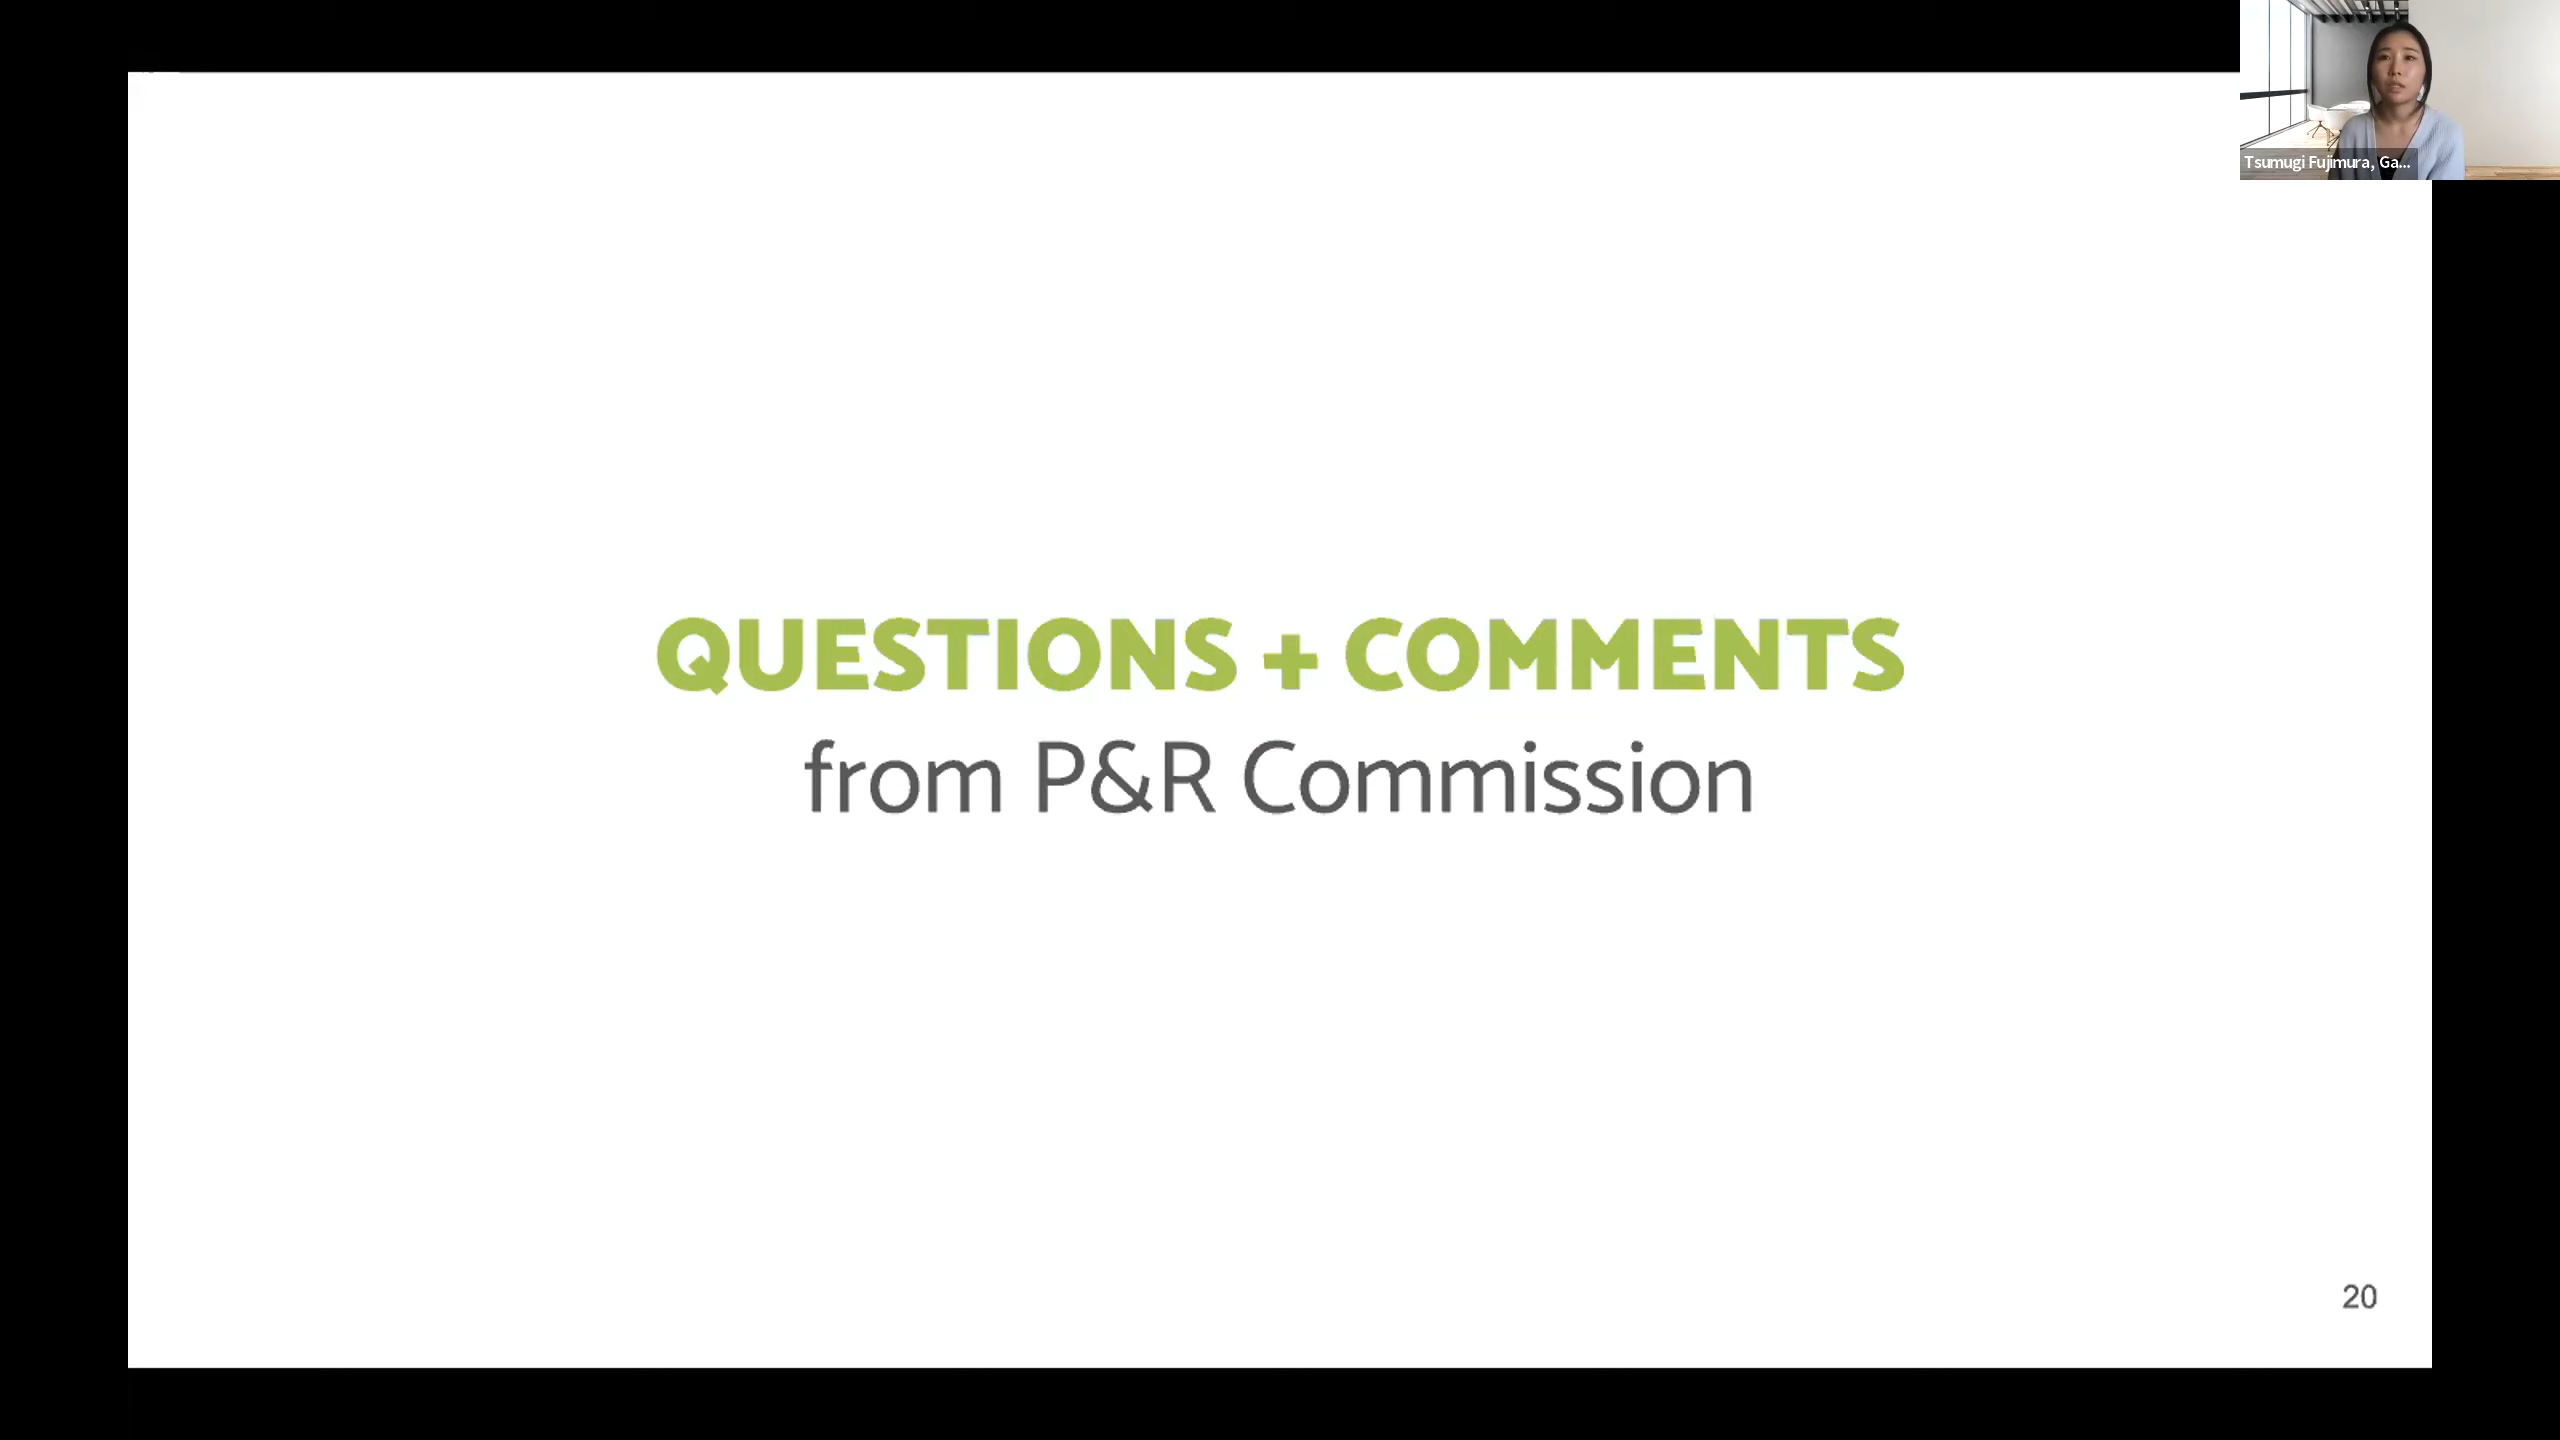 Tsumugi Fujimura, Ga...
QUESTIONS + COMMENTS
from P&R Commission
20